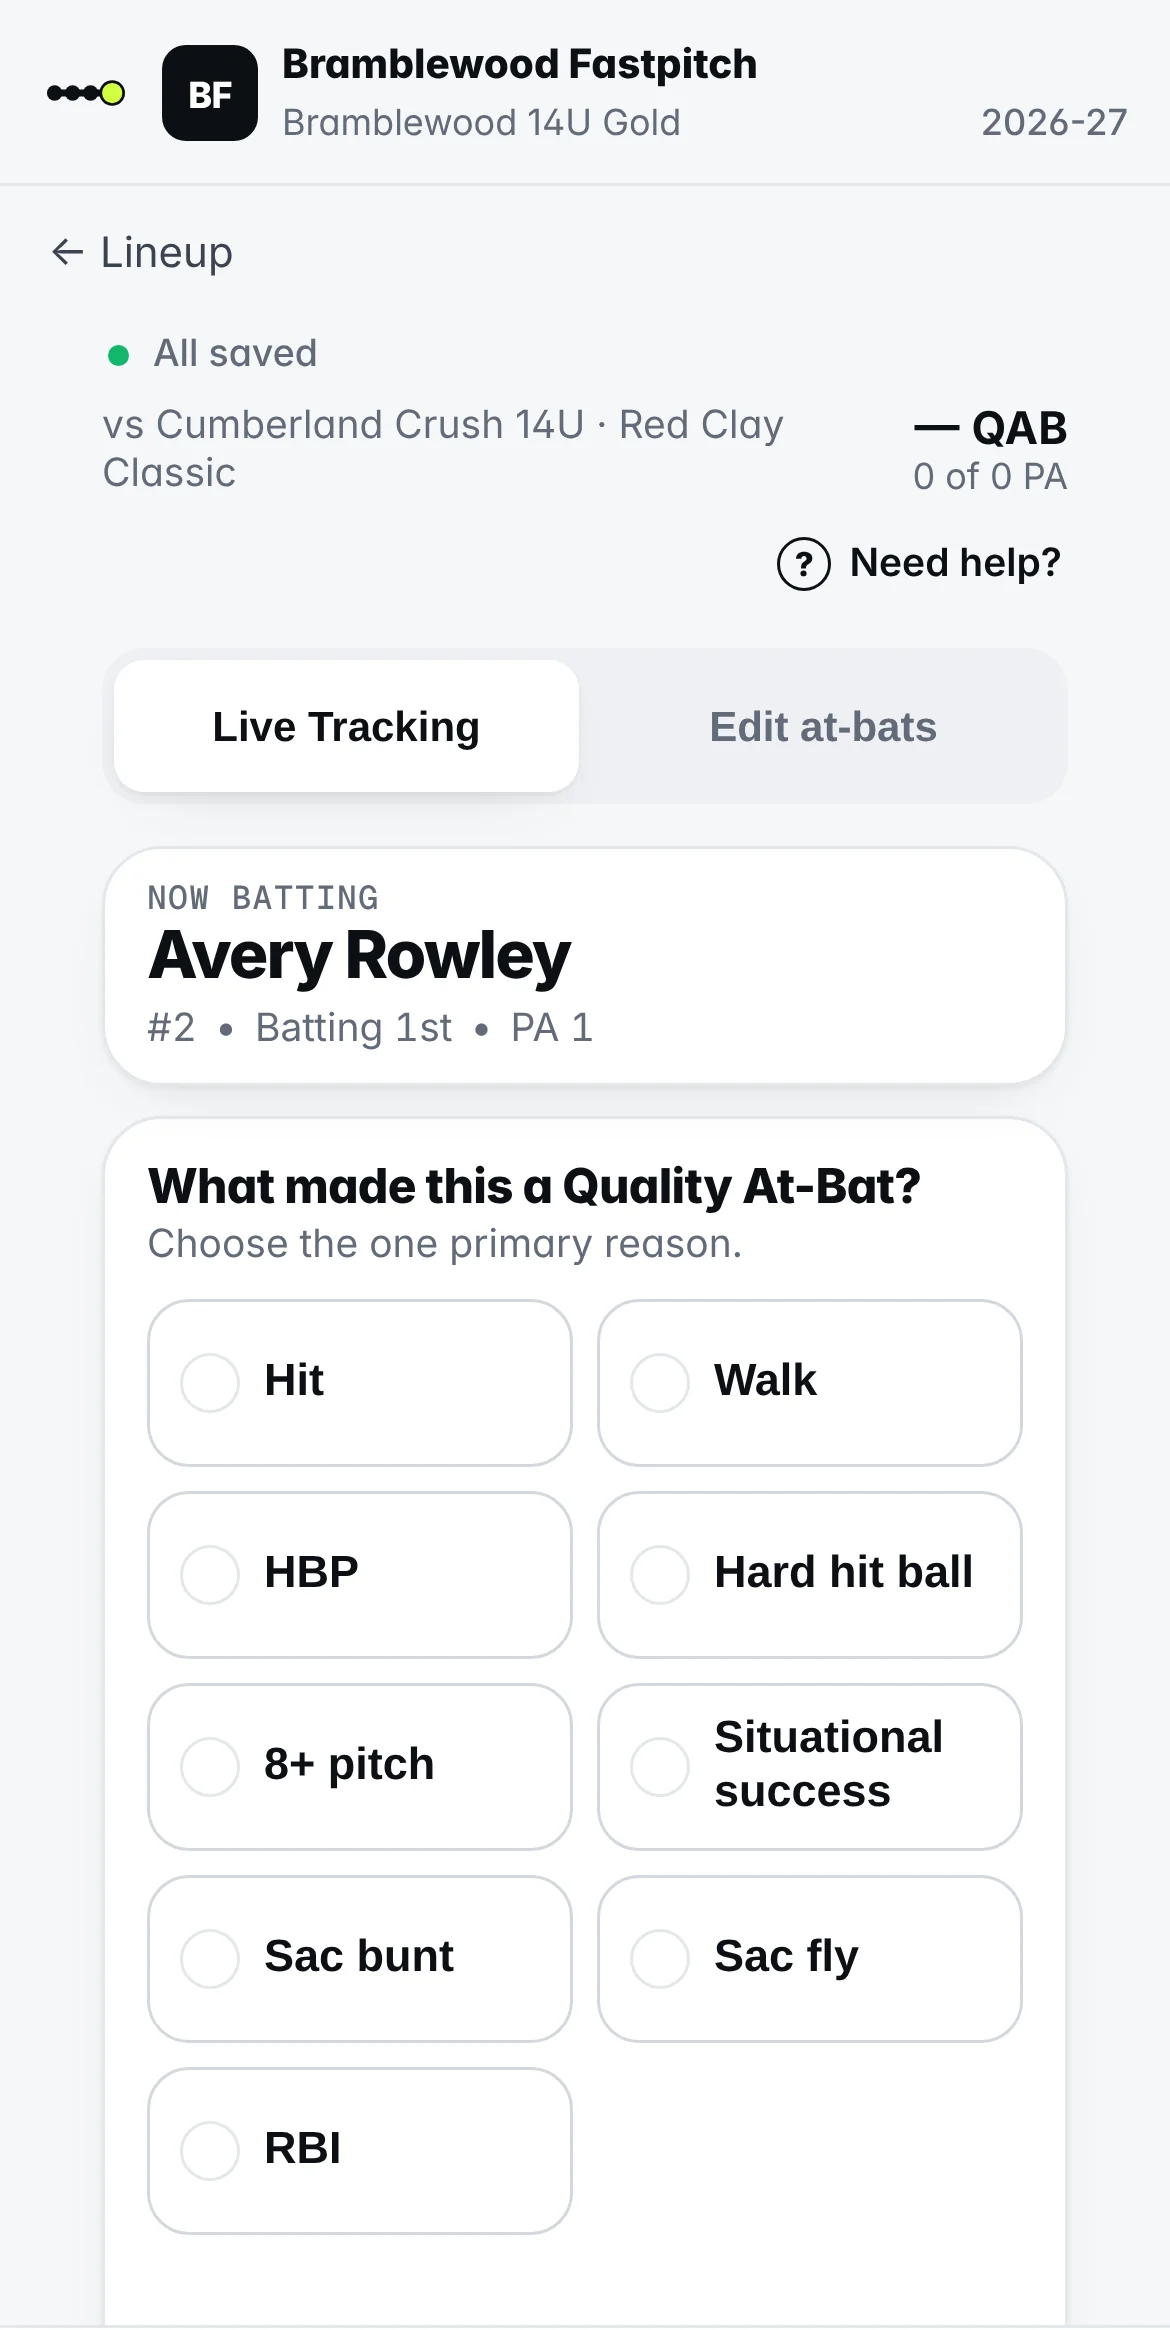 BF
Bramblewood Fastpitch
Bramblewood 14U Gold
2026-27
← Lineup
All saved
vs Cumberland Crush 14U · Red Clay
Classic
— QAB
0 of 0 PA
? Need help?
Live Tracking
Edit at-bats
NOW BATTING
Avery Rowley
#2 • Batting 1st • PA 1
What made this a Quality At-Bat?
Choose the one primary reason.
Hit
Walk
HBP
Hard hit ball
8+ pitch
Situational
success
Sac bunt
Sac fly
RBI